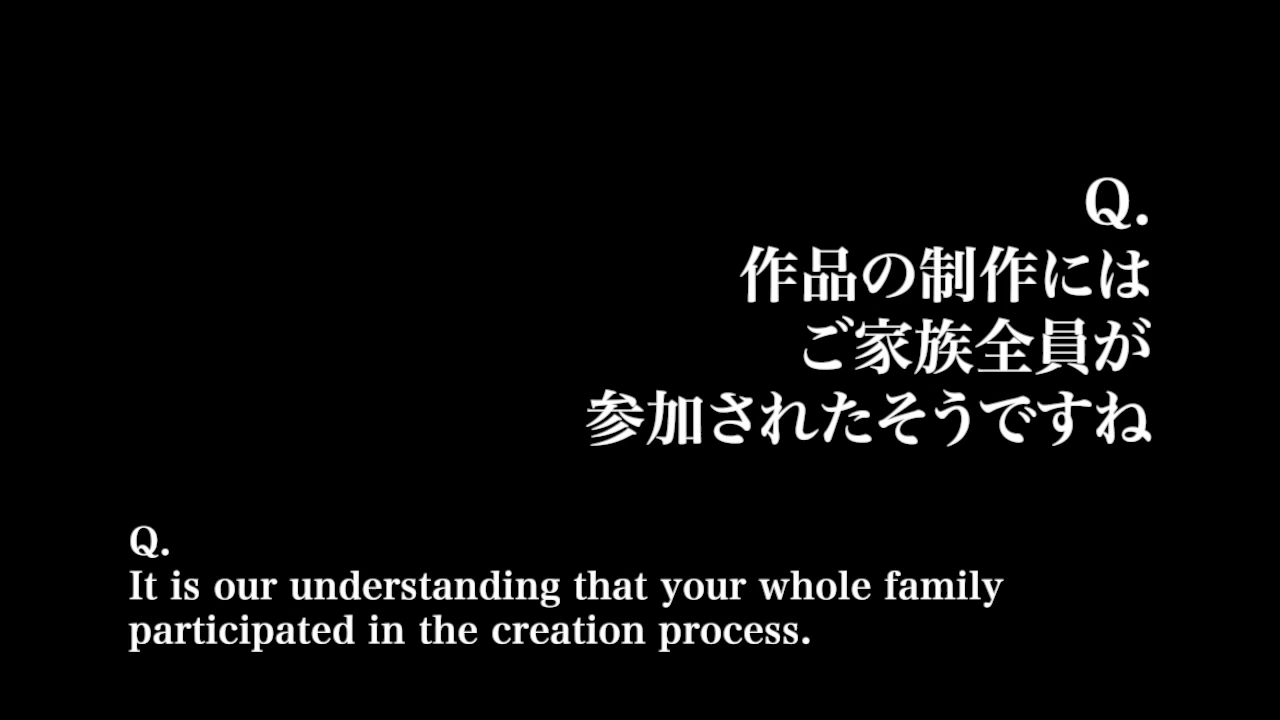 Q.
作品の制作には
ご家族全員が
参加されたそうですね
Q.
It is our understanding that your whole family
participated in the creation process.